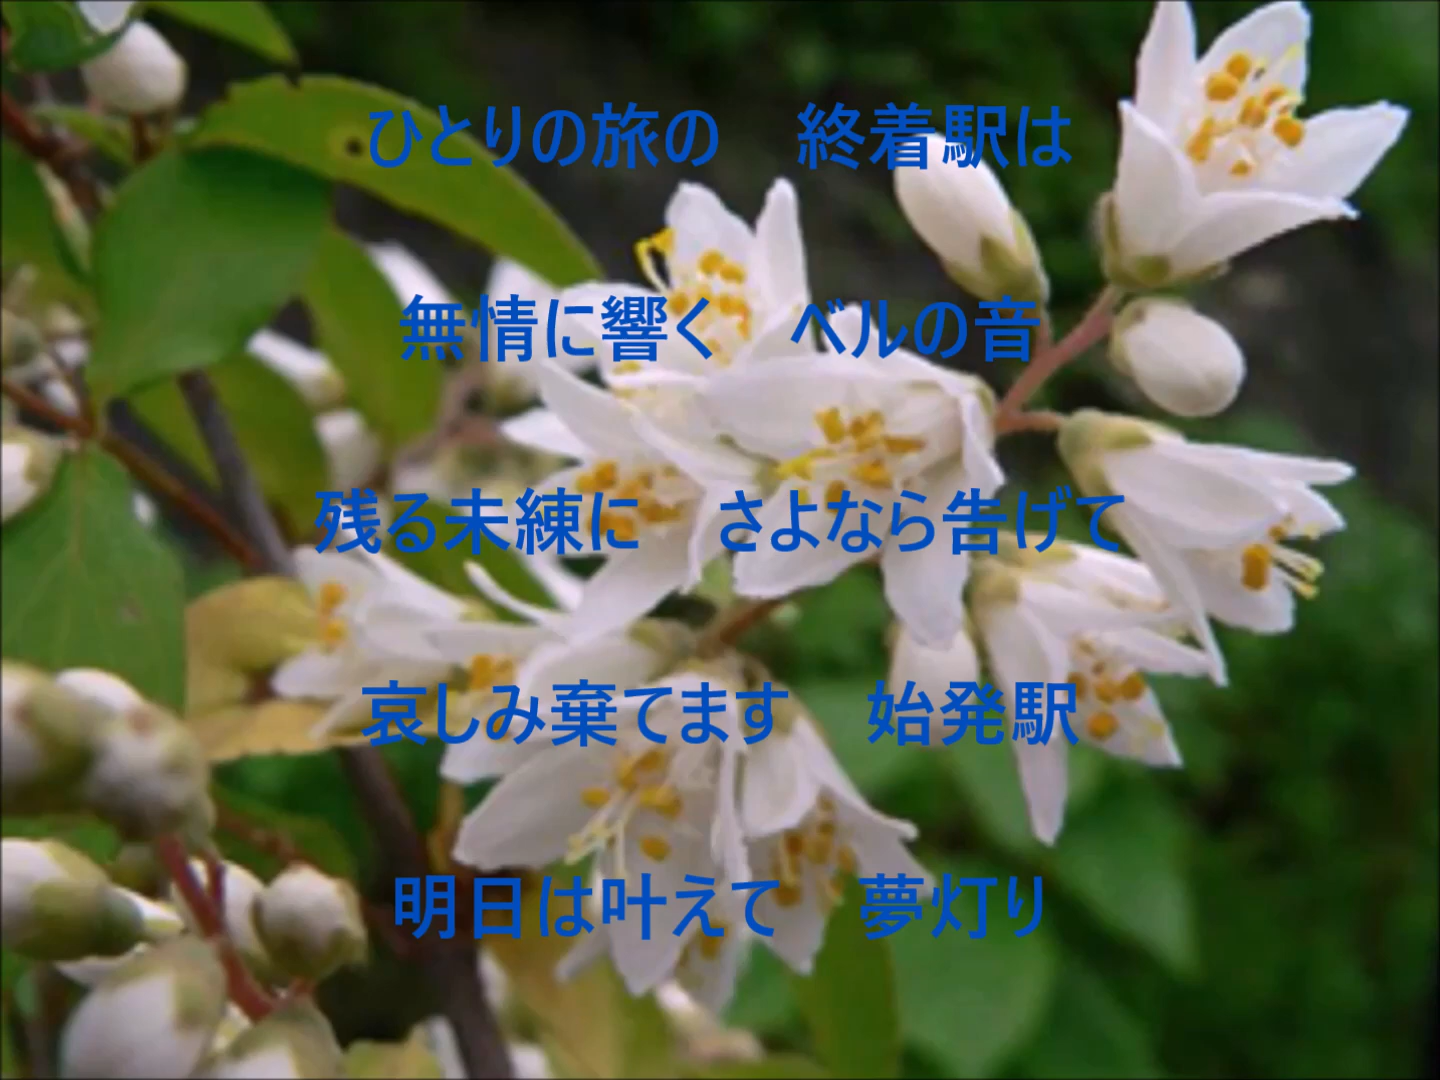 ひとりの旅の　終着駅は
無情に響く　ベルの音
残る未練に　さよなら告げて
哀しみ棄てます　始発駅
明日は叶えて　夢灯り